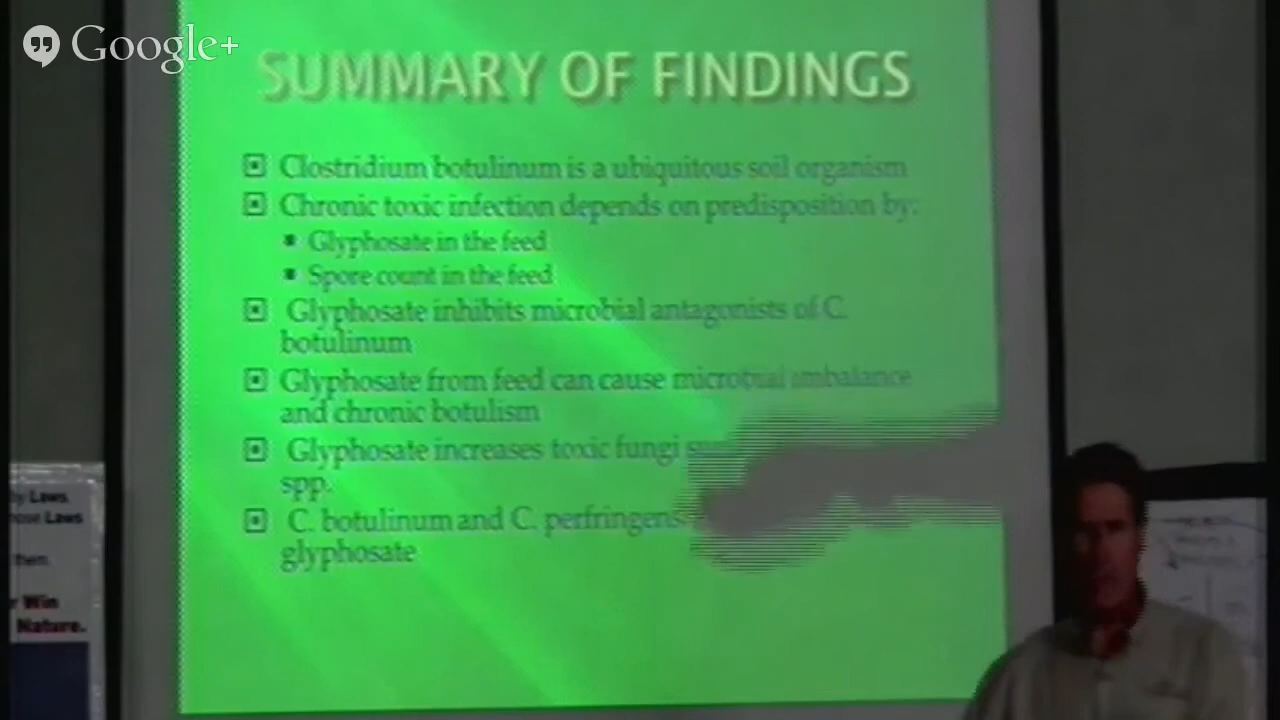 Google+
SUMMARY OF FINDINGS
Clostridium botulinum is a ubiquitous soil organism
Chronic toxic infection depends on predisposition by:
Glyphosate in the feed
Spore count in the feed
Glyphosate inhibits microbial antagonists of C.
botulinum
Glyphosate from feed can cause microbial imbalance
and chronic botulism
Glyphosate increases toxic fungi
spp.
C. botulinum and C. perfringens
glyphosate
by Laws
Laws
them
Win
Nature.